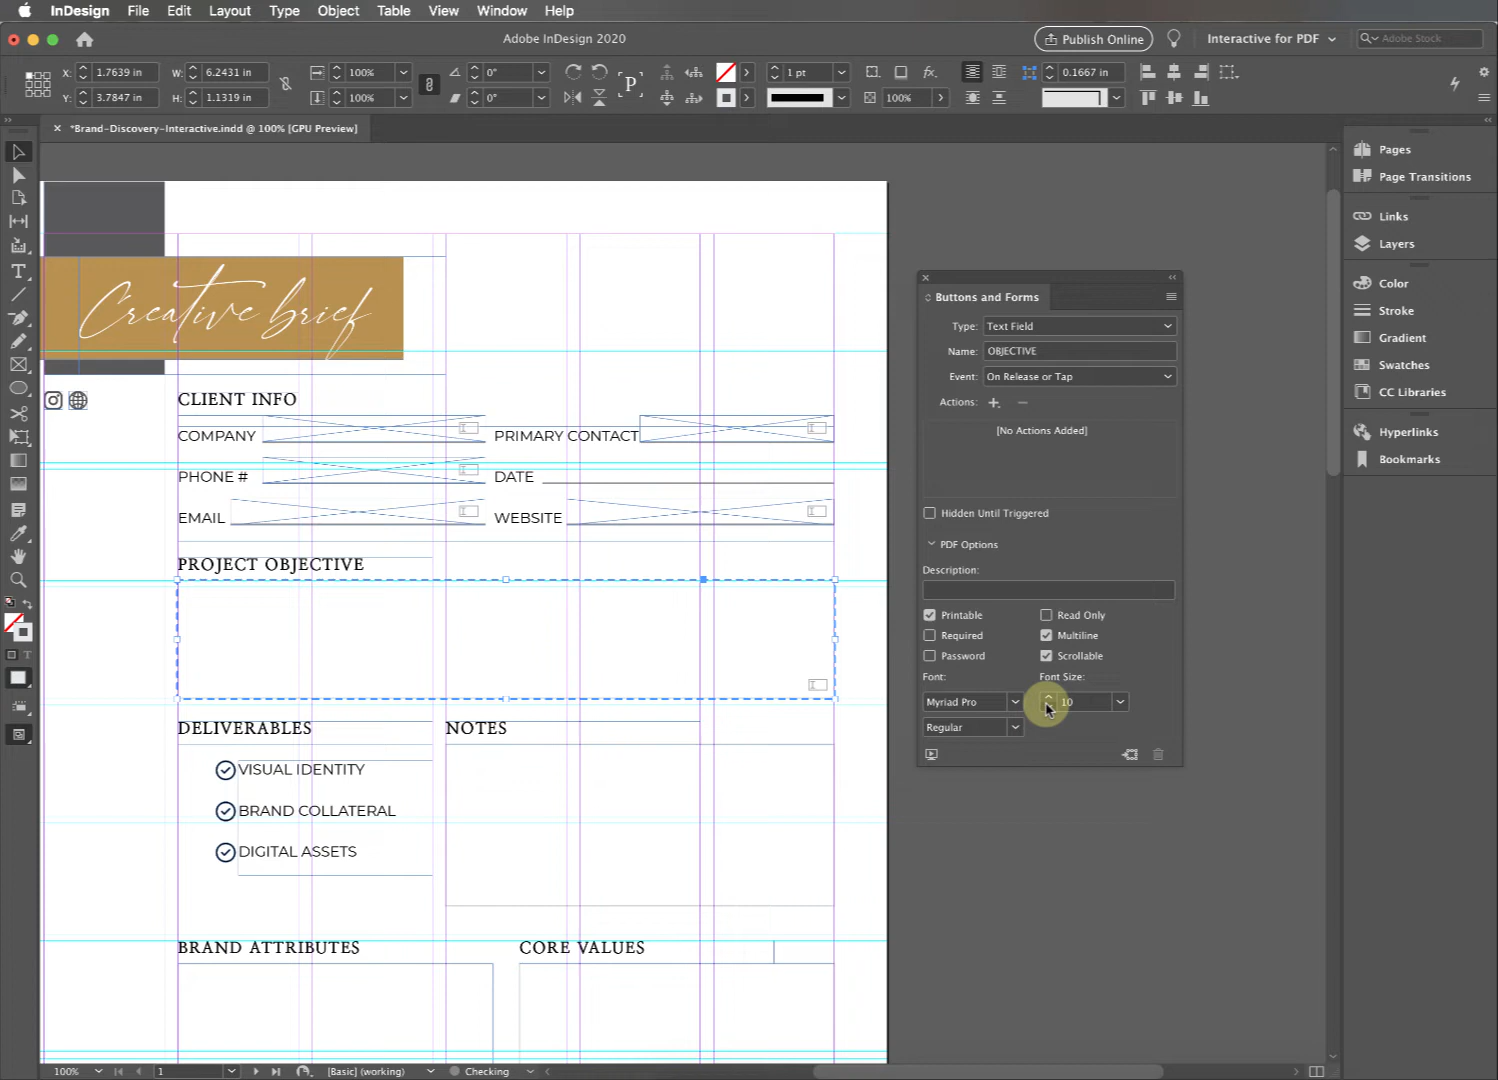 InDesign File Edit Layout Type Object Table View Window Help
Adobe InDesign 2020
Publish Online
Interactive for PDF
Adobe Stock
X: 1.7639 in W: 6.2431 in 100% 0° P 1 pt fx. 0.1667 in
Y: 3.7847 in H: 1.1319 in 100% 0° 100%
*Brand-Discovery-Interactive.indd @ 100% [GPU Preview]
Creative brief
CLIENT INFO
COMPANY
PRIMARY CONTACT
PHONE #
DATE
EMAIL
WEBSITE
PROJECT OBJECTIVE
DELIVERABLES
NOTES
VISUAL IDENTITY
BRAND COLLATERAL
DIGITAL ASSETS
BRAND ATTRIBUTES
CORE VALUES
Buttons and Forms
Type: Text Field
Name: OBJECTIVE
Event: On Release or Tap
Actions:
[No Actions Added]
Hidden Until Triggered
PDF Options
Description:
Printable
Read Only
Required
Multiline
Password
Scrollable
Font:
Font Size:
Myriad Pro
10
Regular
Pages
Page Transitions
Links
Layers
Color
Stroke
Gradient
Swatches
CC Libraries
Hyperlinks
Bookmarks
100% 1 [Basic] (working) Checking